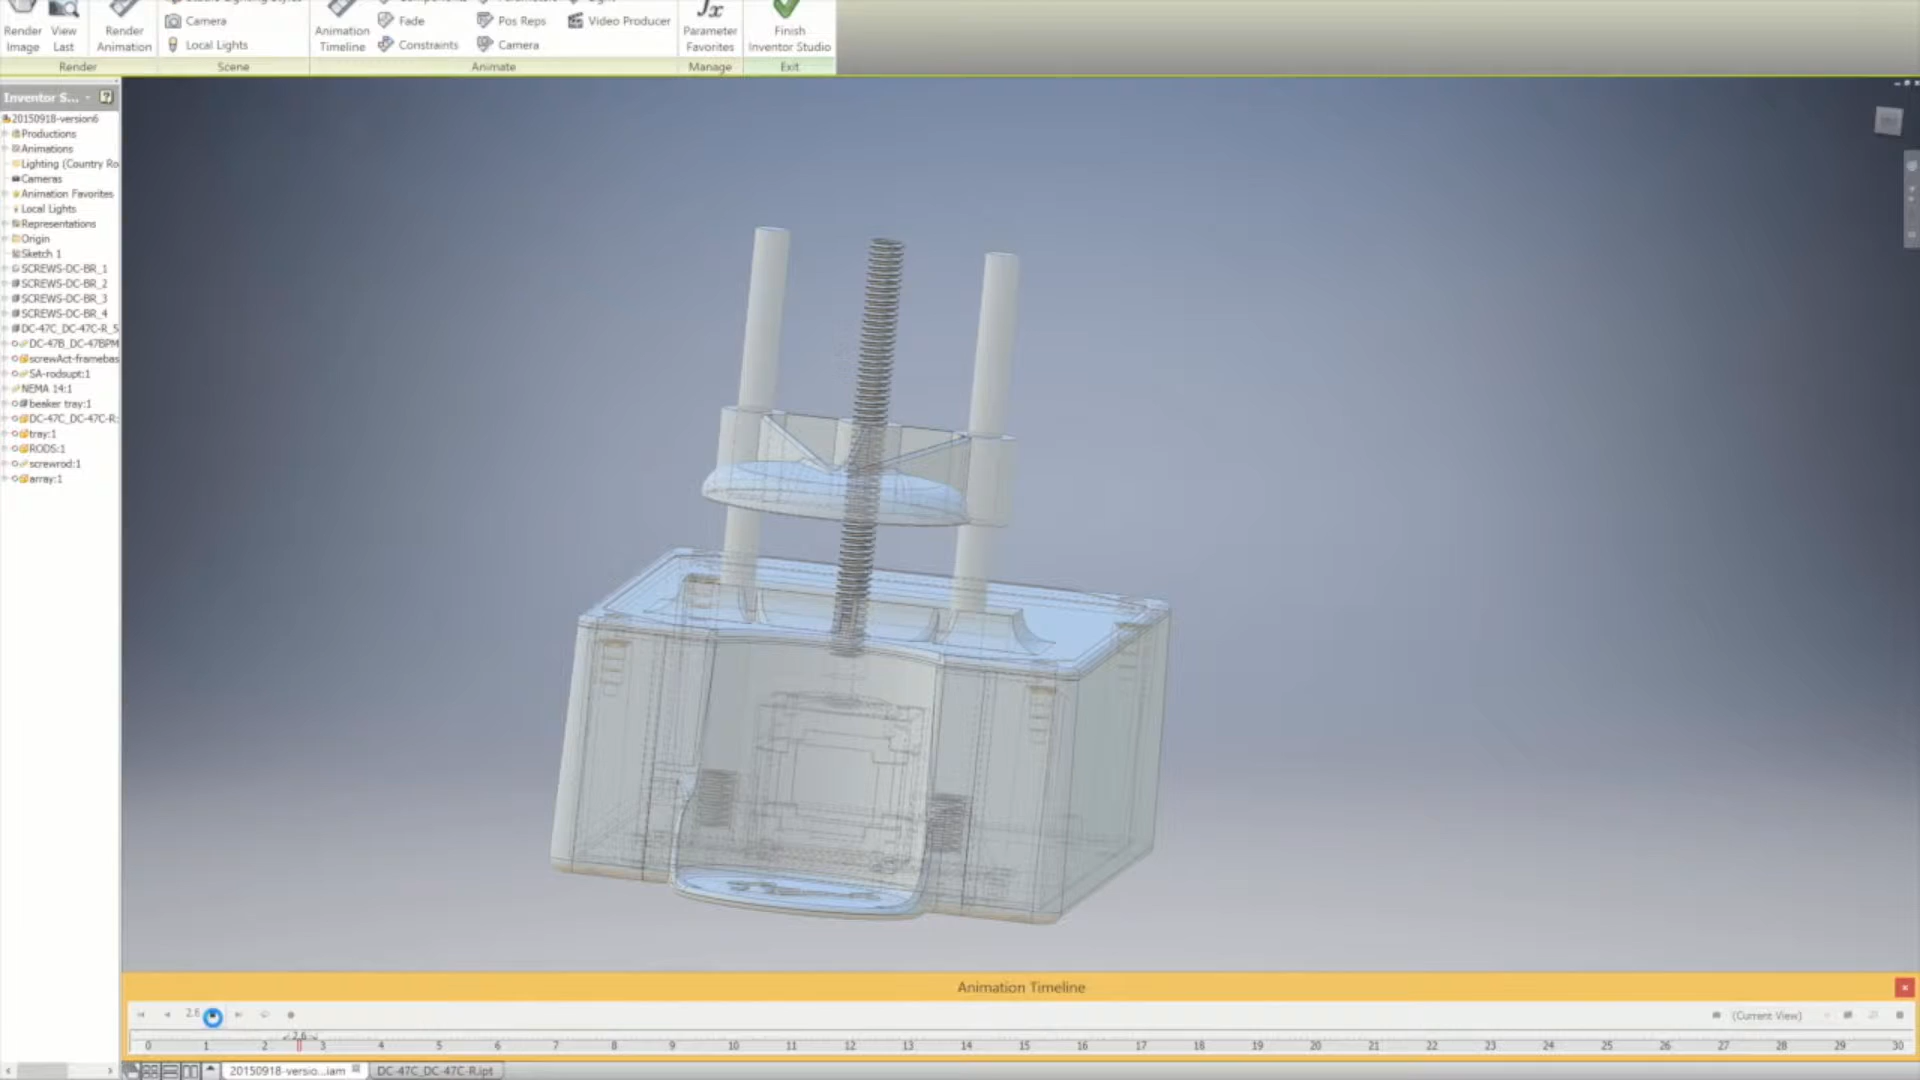 Render
Image
View
Last
Render
Animation
Camera
Local Lights
Animation
Timeline
Fade
Constraints
Pos Reps
Camera
Video Producer
Parameter
Favorites
Finish
Inventor Studio
Render
Scene
Animate
Manage
Exit
Inventor S...
20150918-version6
Productions
Animations
Lighting (Country Ro
Cameras
Animation Favorites
Local Lights
Representations
Origin
Sketch 1
SCREWS-DC-BR_1
SCREWS-DC-BR_2
SCREWS-DC-BR_3
SCREWS-DC-BR_4
DC-47C_DC-47C-R_5
DC-47B_DC-47BPM
screwAct-framebas
SA-rodsupt:1
NEMA 14:1
beaker tray:1
DC-47C_DC-47C-R:
tray:1
RODS:1
screwrod:1
array:1
Animation Timeline
2.6
(Current View)
2.6
0 1 2 3 4 5 6 7 8 9 10 11 12 13 14 15 16 17 18 19 20 21 22 23 24 25 26 27 28 29 30
20150918-versio...iam
DC-47C_DC-47C-R.ipt